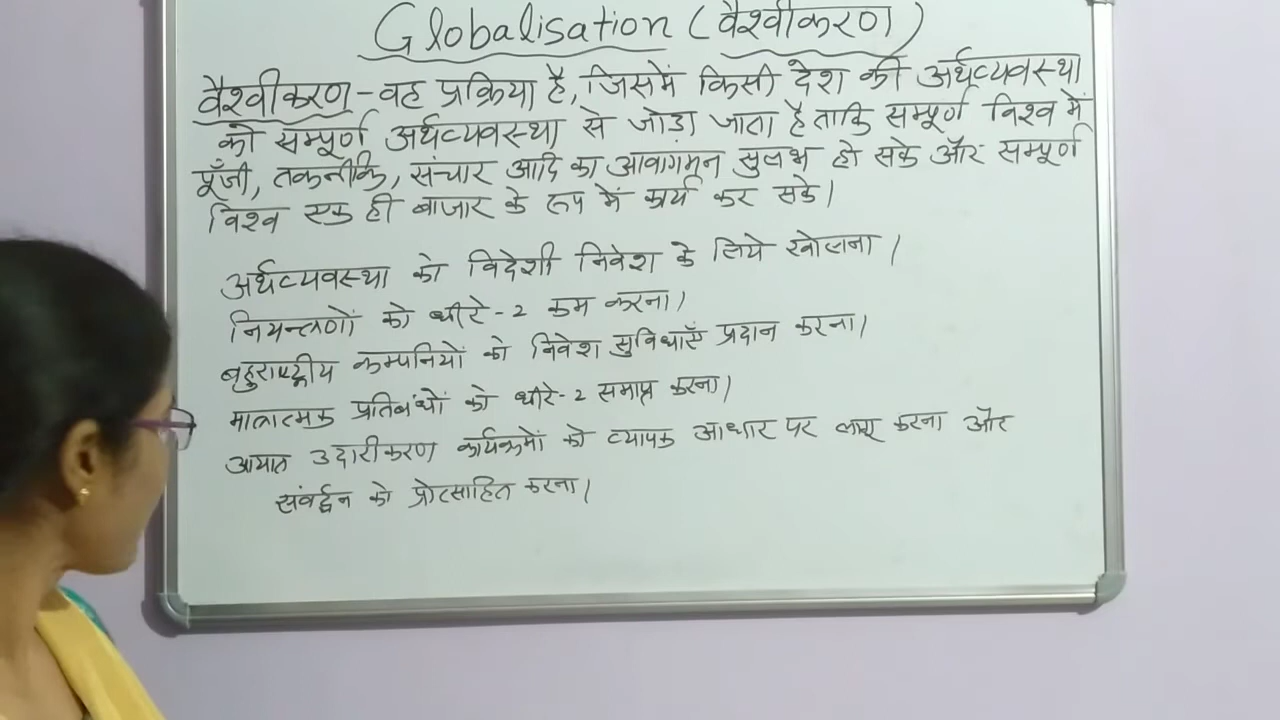 Globalisation (वैश्वीकरण)
वैश्वीकरण - वह प्रक्रिया है, जिसमें किसी देश की अर्थव्यवस्था
को सम्पूर्ण अर्थव्यवस्था से जोडा जाता है ताकि सम्पूर्ण विश्व में
पूँजी, तकनीकि, संचार आदि का आवागमन सुलभ हो सके और सम्पूर्ण
विश्व एक ही बाजार के रूप में कार्य कर सके।
अर्थव्यवस्था को विदेशी निवेश के लिये खोलना।
नियन्त्रणों को धीरे-2 कम करना।
बहुराष्ट्रीय कम्पनियों को निवेश सुविधाएँ प्रदान करना।
मात्रात्मक प्रतिबंधों को धीरे-2 समाप्त करना।
आयात उदारीकरण कार्यक्रमों को व्यापक आधार पर लागू करना और
संवर्द्धन को प्रोत्साहित करना।